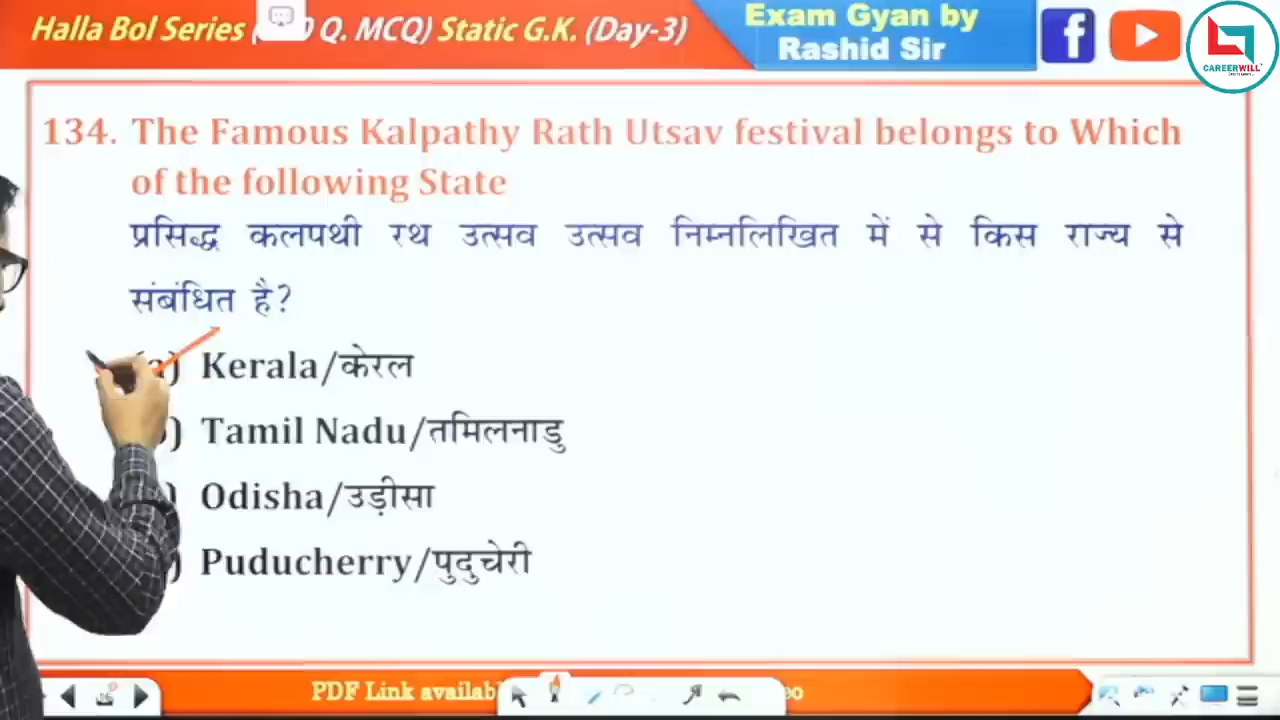 Halla Bol Series Q. MCQ) Static G.K. (Day-3)
Exam Gyan by
Rashid Sir
CAREERWILL
134. The Famous Kalpathy Rath Utsav festival belongs to Which
of the following State
प्रसिद्ध कलपथी रथ उत्सव उत्सव निम्नलिखित में से किस राज्य से
संबंधित है?
Kerala/केरल
Tamil Nadu/तमिलनाडु
Odisha/उड़ीसा
Puducherry/पुदुचेरी
PDF Link